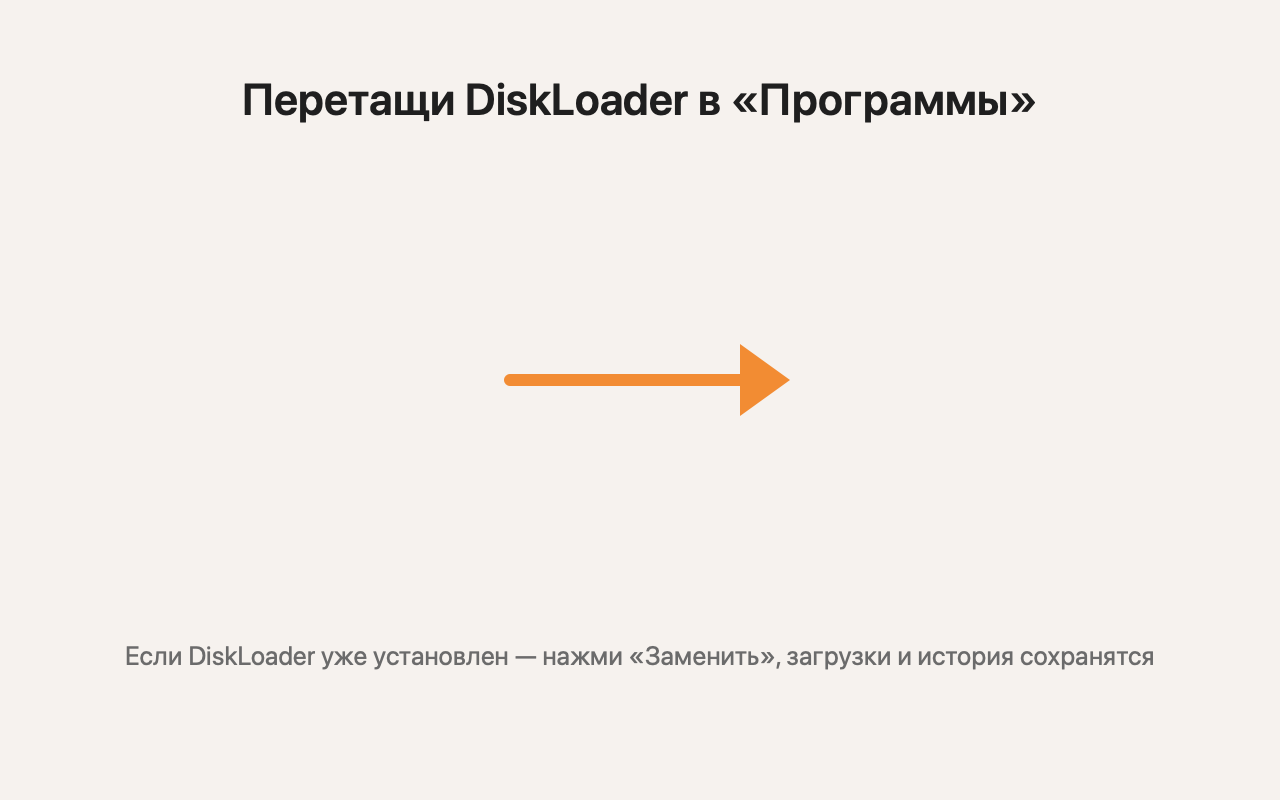 Перетащи DiskLoader в «Программы»
Если DiskLoader уже установлен — нажми «Заменить», загрузки и история сохранятся